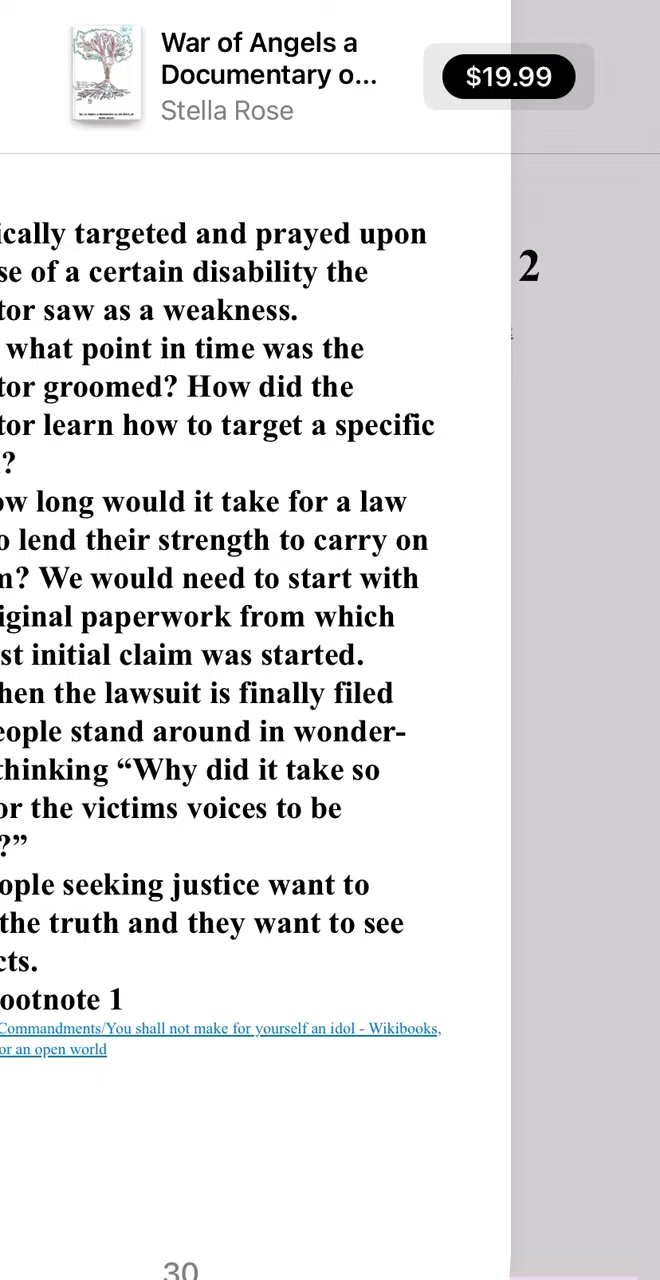 War of Angels a
Documentary o...
Stella Rose
$19.99
ically targeted and prayed upon
se of a certain disability the
tor saw as a weakness.
what point in time was the
tor groomed? How did the
tor learn how to target a specific
?
ow long would it take for a law
o lend their strength to carry on
m? We would need to start with
iginal paperwork from which
st initial claim was started.
hen the lawsuit is finally filed
eople stand around in wonder-
thinking “Why did it take so
or the victims voices to be
?”
ople seeking justice want to
the truth and they want to see
cts.
ootnote 1
Commandments/You shall not make for yourself an idol - Wikibooks,
or an open world
30
2